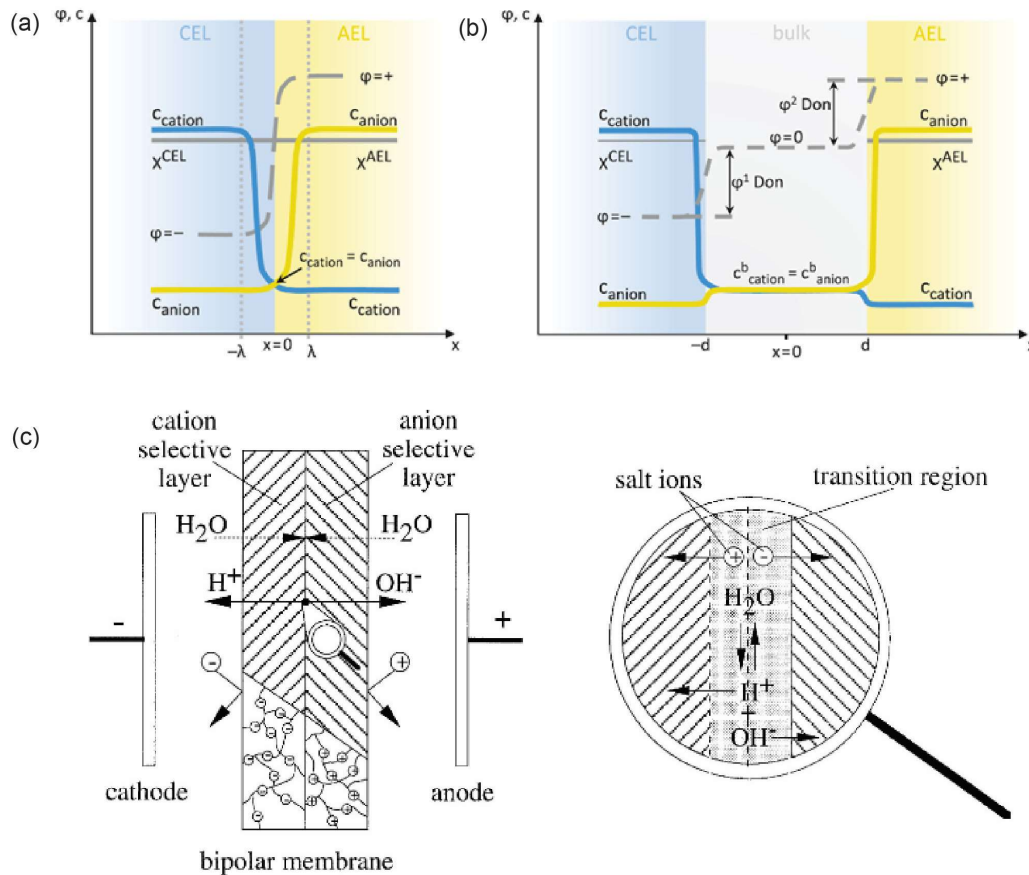 (a)
φ, c
CEL
AEL
φ=+
c_cation
c_anion
X^CEL
X^AEL
φ=−
c_cation = c_anion
c_anion
c_cation
−λ
x=0
λ
x
(b)
φ, c
CEL
bulk
AEL
φ=+
φ² Don
c_cation
c_anion
φ=0
X^CEL
X^AEL
φ¹ Don
φ=−
c^b_cation = c^b_anion
c_anion
c_cation
−d
x=0
d
(c)
cation
selective
layer
anion
selective
layer
H₂O
H₂O
H⁺
OH⁻
-
+
-
+
cathode
anode
bipolar membrane
salt ions
transition region
+
-
H₂O
H⁺
+
OH⁻